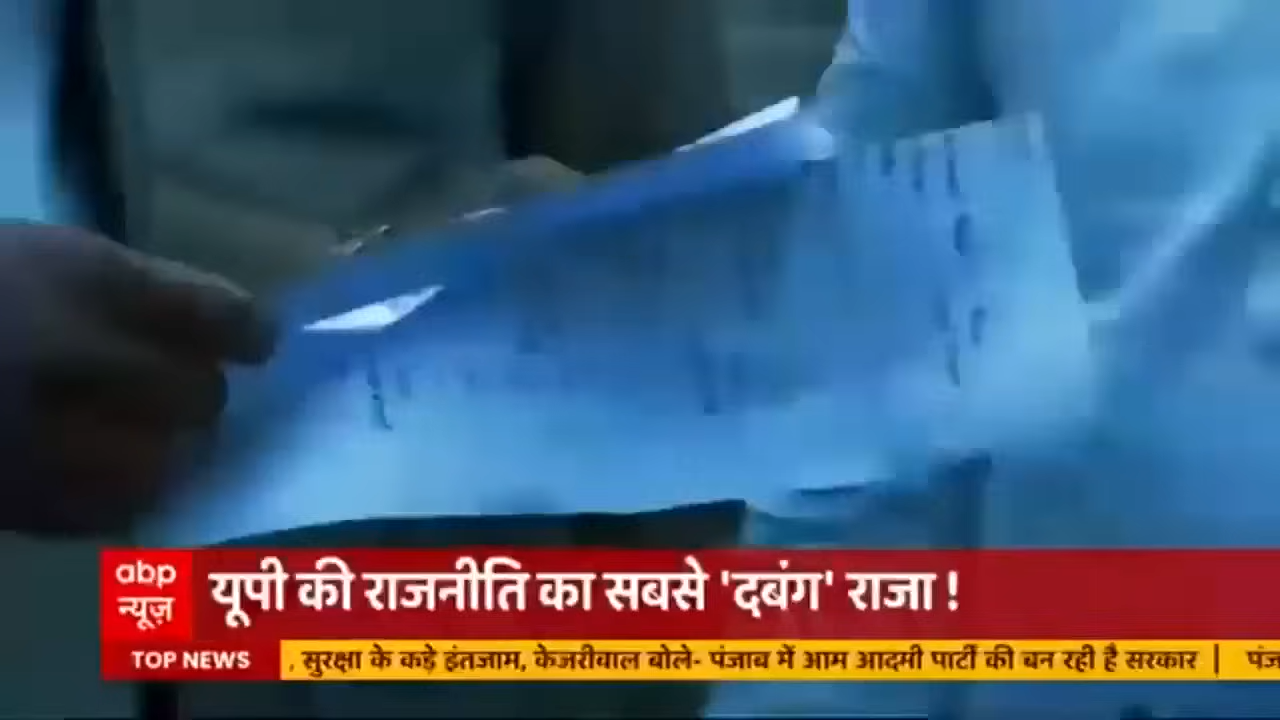 abp
न्यूज़
यूपी की राजनीति का सबसे 'दबंग' राजा !
TOP NEWS
, सुरक्षा के कड़े इंतजाम, केजरीवाल बोले- पंजाब में आम आदमी पार्टी की बन रही है सरकार |